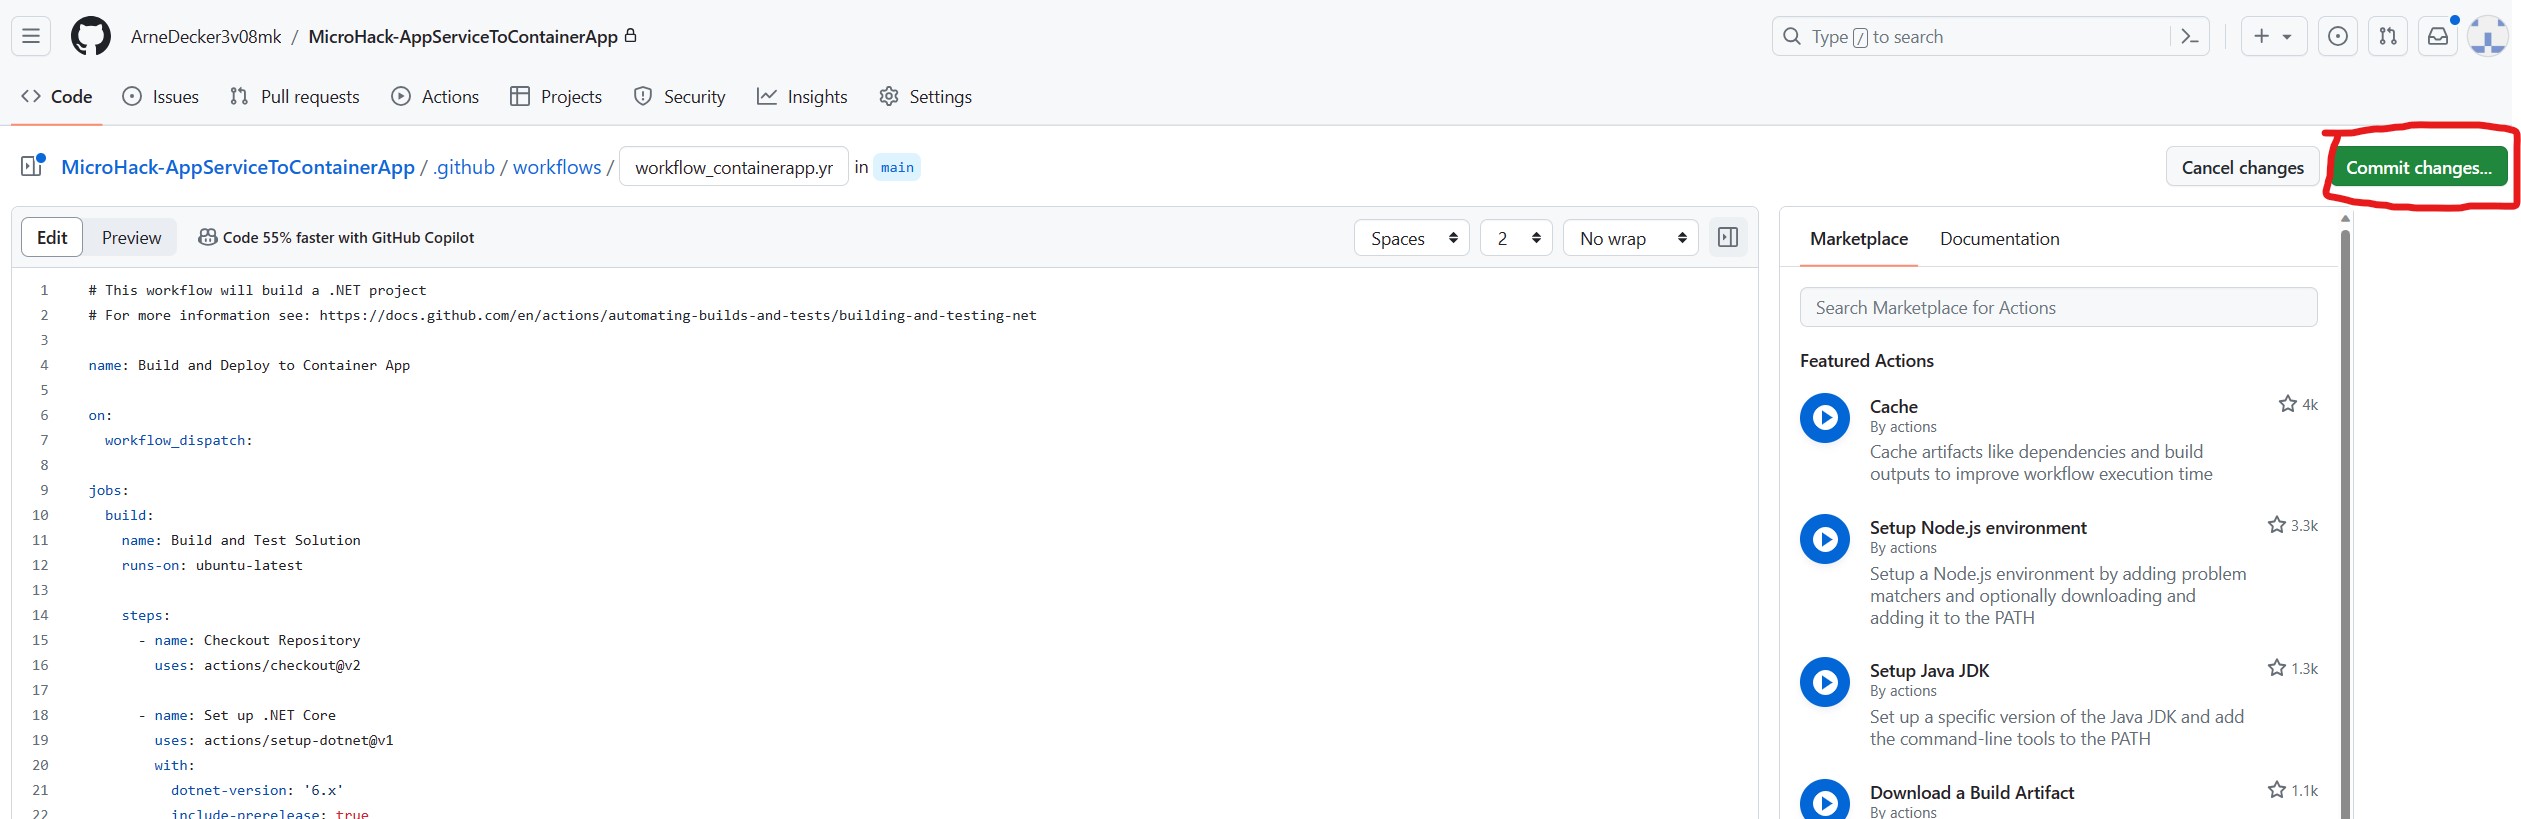 ArneDecker3v08mk / MicroHack-AppServiceToContainerApp
Type / to search
Code Issues Pull requests Actions Projects Security Insights Settings
MicroHack-AppServiceToContainerApp / .github / workflows / workflow_containerapp.yr in main
Cancel changes Commit changes...
Edit Preview Code 55% faster with GitHub Copilot
Spaces 2 No wrap
1 # This workflow will build a .NET project
2 # For more information see: https://docs.github.com/en/actions/automating-builds-and-tests/building-and-testing-net
3
4 name: Build and Deploy to Container App
5
6 on:
7 workflow_dispatch:
8
9 jobs:
10 build:
11 name: Build and Test Solution
12 runs-on: ubuntu-latest
13
14 steps:
15 - name: Checkout Repository
16 uses: actions/checkout@v2
17
18 - name: Set up .NET Core
19 uses: actions/setup-dotnet@v1
20 with:
21 dotnet-version: '6.x'
22 include-prerelease: true
Marketplace Documentation
Search Marketplace for Actions
Featured Actions
Cache 4k
By actions
Cache artifacts like dependencies and build
outputs to improve workflow execution time
Setup Node.js environment 3.3k
By actions
Setup a Node.js environment by adding problem
matchers and optionally downloading and
adding it to the PATH
Setup Java JDK 1.3k
By actions
Set up a specific version of the Java JDK and add
the command-line tools to the PATH
Download a Build Artifact 1.1k
By actions